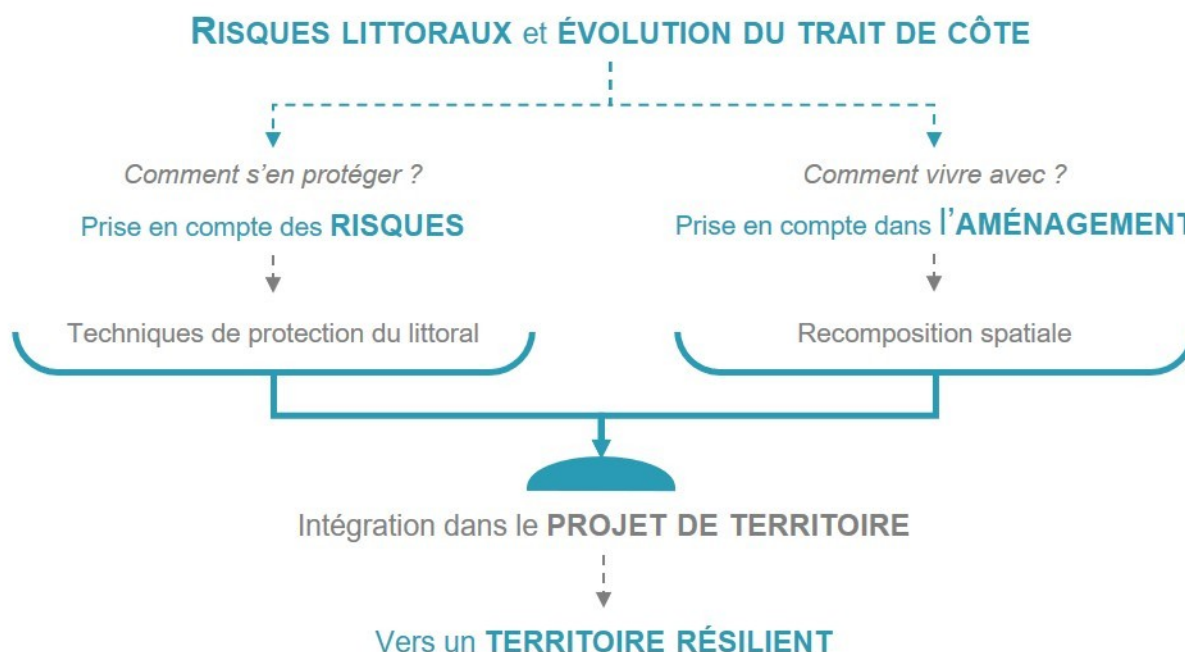 RISQUES LITTORAUX et ÉVOLUTION DU TRAIT DE CÔTE
Comment s'en protéger ?
Prise en compte des RISQUES
Techniques de protection du littoral
Comment vivre avec ?
Prise en compte dans l'AMÉNAGEMENT
Recomposition spatiale
Intégration dans le PROJET DE TERRITOIRE
Vers un TERRITOIRE RÉSILIENT